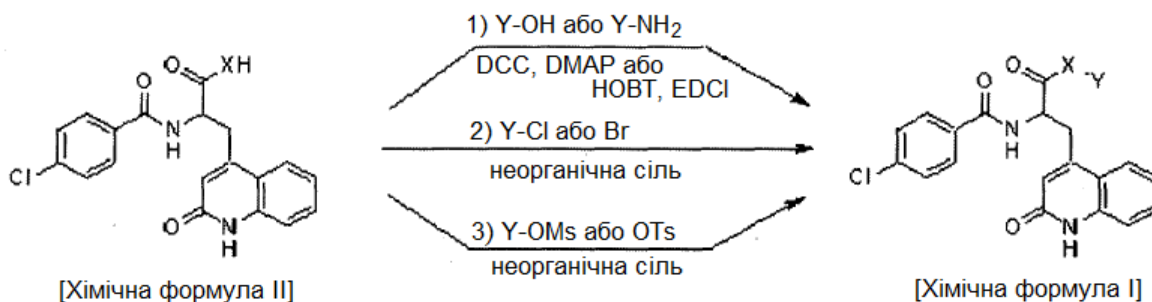 1) Y-OH або Y-NH2
DCC, DMAP або
HOBT, EDCI
2) Y-Cl або Br
неорганічна сіль
3) Y-OMs або OTs
неорганічна сіль
O XH
O
N
H
Cl
O
N
H
[Хімічна формула II]
O X-Y
O
N
H
Cl
O
N
H
[Хімічна формула I]